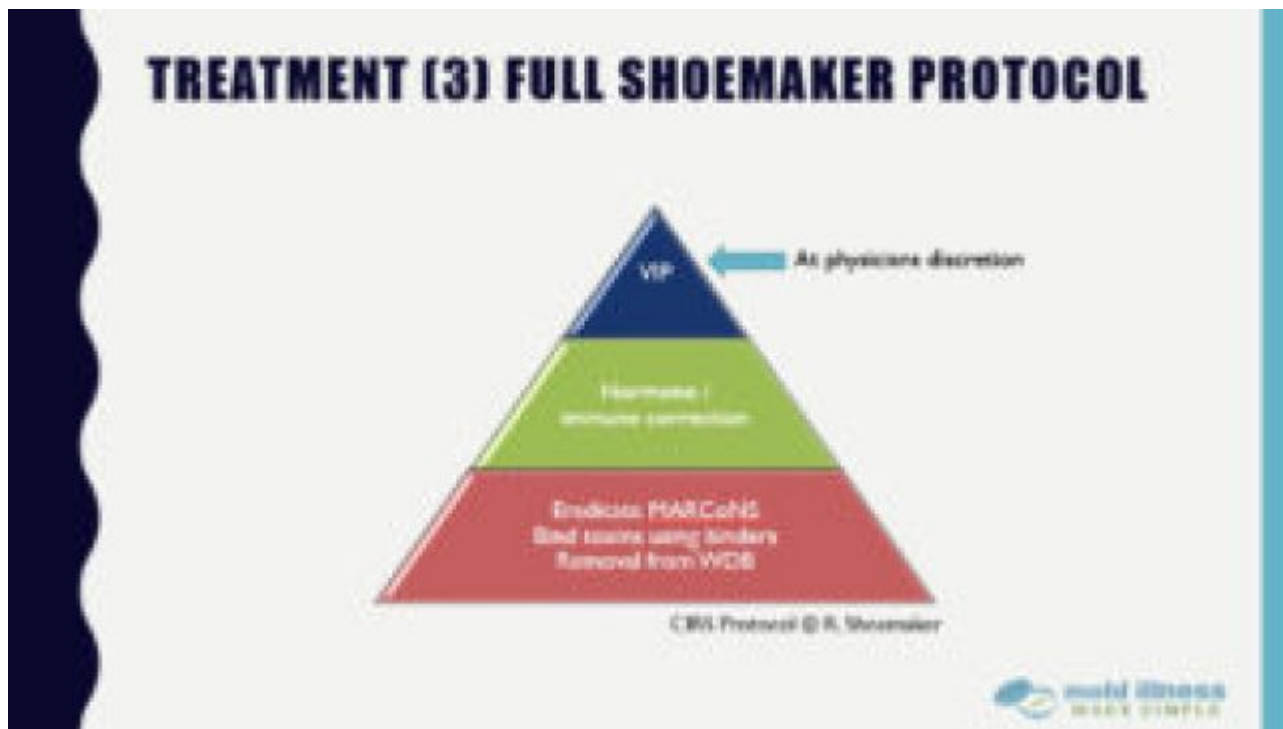 TREATMENT (3) FULL SHOEMAKER PROTOCOL
VIP
At physicians discretion
Hormone /
immune correction
Eradicate MARCoNS
Bind toxins using binders
Removal from WDB
CIRS Protocol © R. Shoemaker
mold illness
MADE SIMPLE